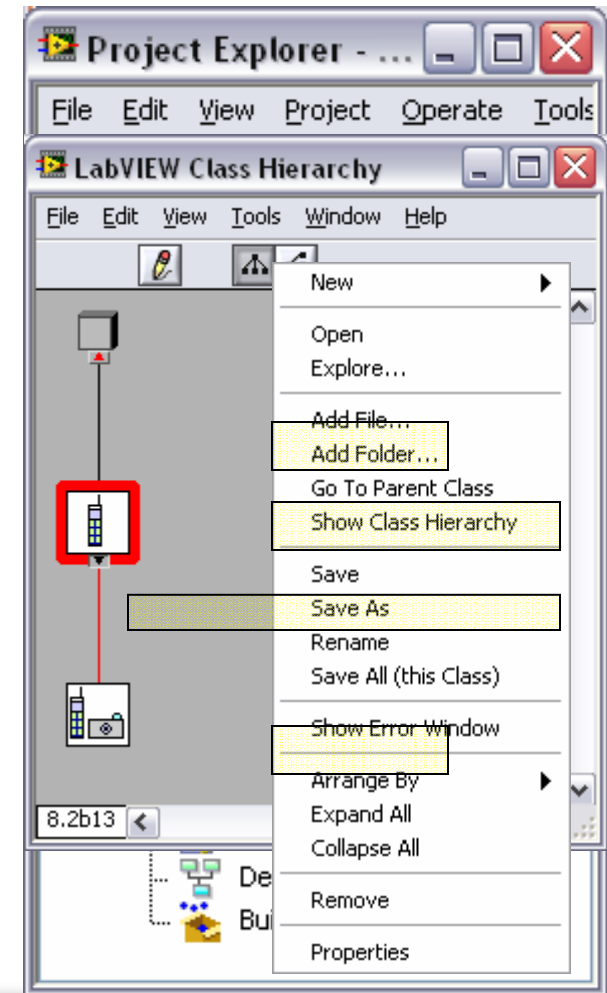 Project Explorer - ...
File Edit View Project Operate Tools
LabVIEW Class Hierarchy
File Edit View Tools Window Help
New
Open
Explore...
Add File...
Add Folder...
Go To Parent Class
Show Class Hierarchy
Save
Save As
Rename
Save All (this Class)
Show Error Window
Arrange By
Expand All
Collapse All
Remove
Properties
8.2b13
De
Bui